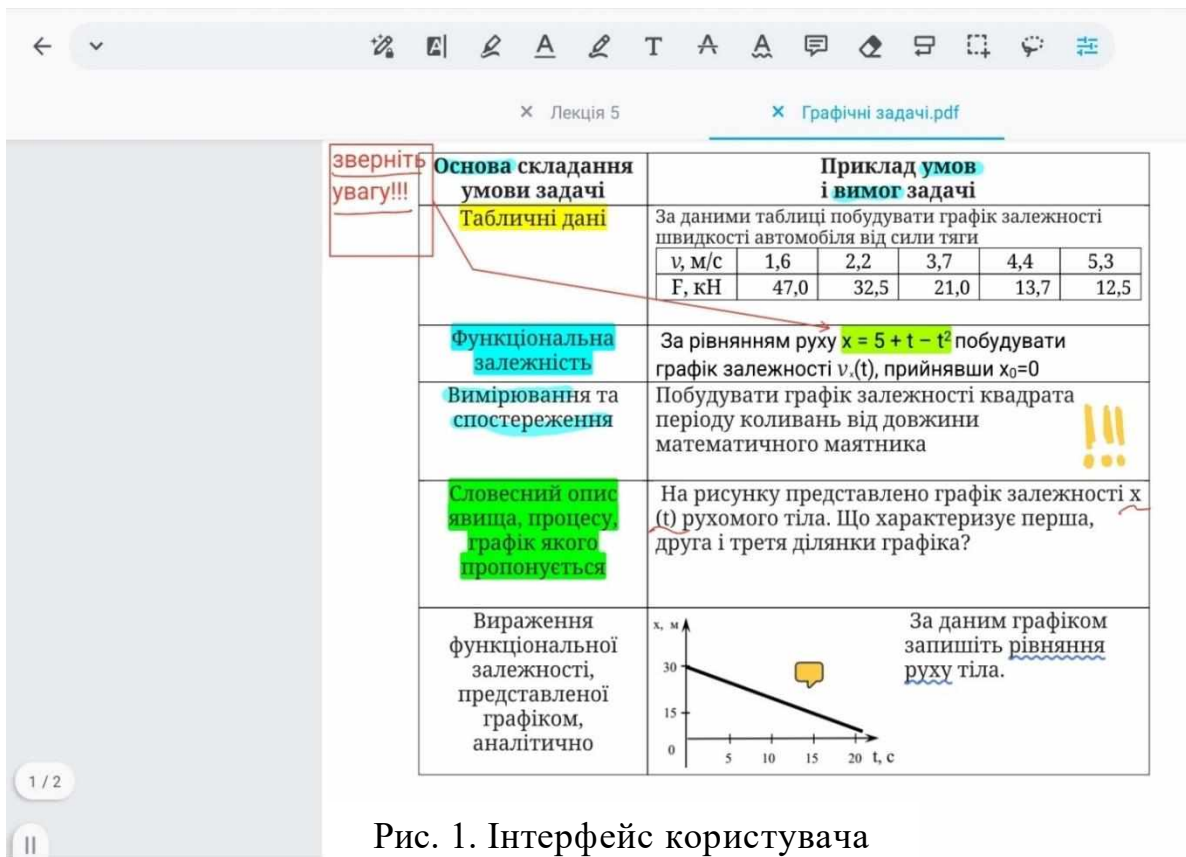 Лекція 5
Графічні задачі.pdf
зверніть
увагу!!!
Основа складання
умови задачі
Приклад умов
і вимог задачі
Табличні дані
За даними таблиці побудувати графік залежності
швидкості автомобіля від сили тяги
v, м/с 1,6 2,2 3,7 4,4 5,3
F, кН 47,0 32,5 21,0 13,7 12,5
Функціональна
залежність
За рівнянням руху x = 5 + t − t² побудувати
графік залежності vₓ(t), прийнявши x₀=0
Вимірювання та
спостереження
Побудувати графік залежності квадрата
періоду коливань від довжини
математичного маятника
!!!
Словесний опис
явища, процесу,
графік якого
пропонується
На рисунку представлено графік залежності x
(t) рухомого тіла. Що характеризує перша,
друга і третя ділянки графіка?
Вираження
функціональної
залежності,
представленої
графіком,
аналітично
x, м
30
15
0
5 10 15 20 t, с
За даним графіком
запишіть рівняння
руху тіла.
1 / 2
Рис. 1. Інтерфейс користувача